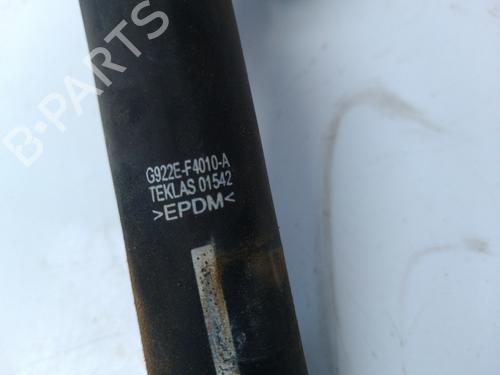 B-PARTS
G922E-F4010-A
TEKLAS 01542
>EPDM<